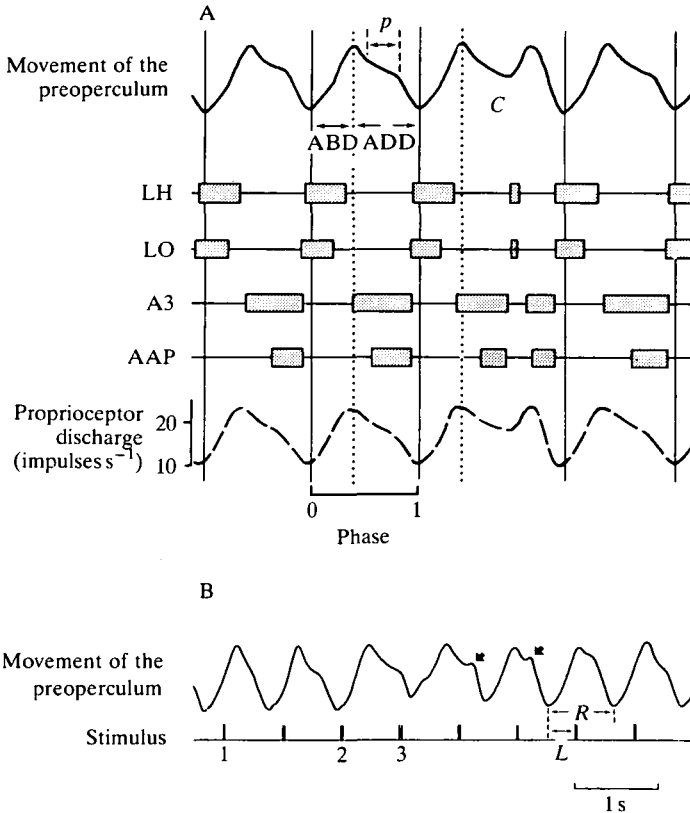 A
p
Movement of the
preoperculum
C
ABD ADD
LH
LO
A3
AAP
Proprioceptor
discharge
(impulses s⁻¹)
20
10
0 1
Phase
B
Movement of the
preoperculum
R
Stimulus
1 2 3
L
1 s